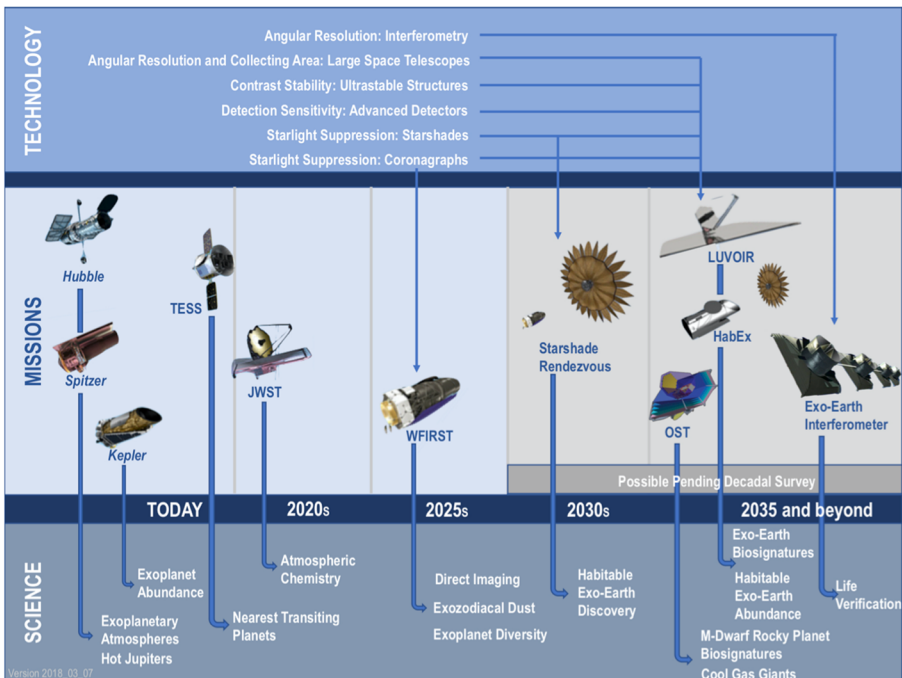 TECHNOLOGY
Angular Resolution: Interferometry
Angular Resolution and Collecting Area: Large Space Telescopes
Contrast Stability: Ultrastable Structures
Detection Sensitivity: Advanced Detectors
Starlight Suppression: Starshades
Starlight Suppression: Coronagraphs
MISSIONS
Hubble
Spitzer
Kepler
TESS
JWST
WFIRST
Starshade
Rendezvous
LUVOIR
HabEx
OST
Exo-Earth
Interferometer
Possible Pending Decadal Survey
TODAY
2020s
2025s
2030s
2035 and beyond
SCIENCE
Exoplanet
Abundance
Exoplanetary
Atmospheres
Hot Jupiters
Nearest Transiting
Planets
Atmospheric
Chemistry
Direct Imaging
Exozodiacal Dust
Exoplanet Diversity
Habitable
Exo-Earth
Discovery
Exo-Earth
Biosignatures
Habitable
Exo-Earth
Abundance
M-Dwarf Rocky Planet
Biosignatures
Cool Gas Giants
Life
Verification
Version 2018_03_07